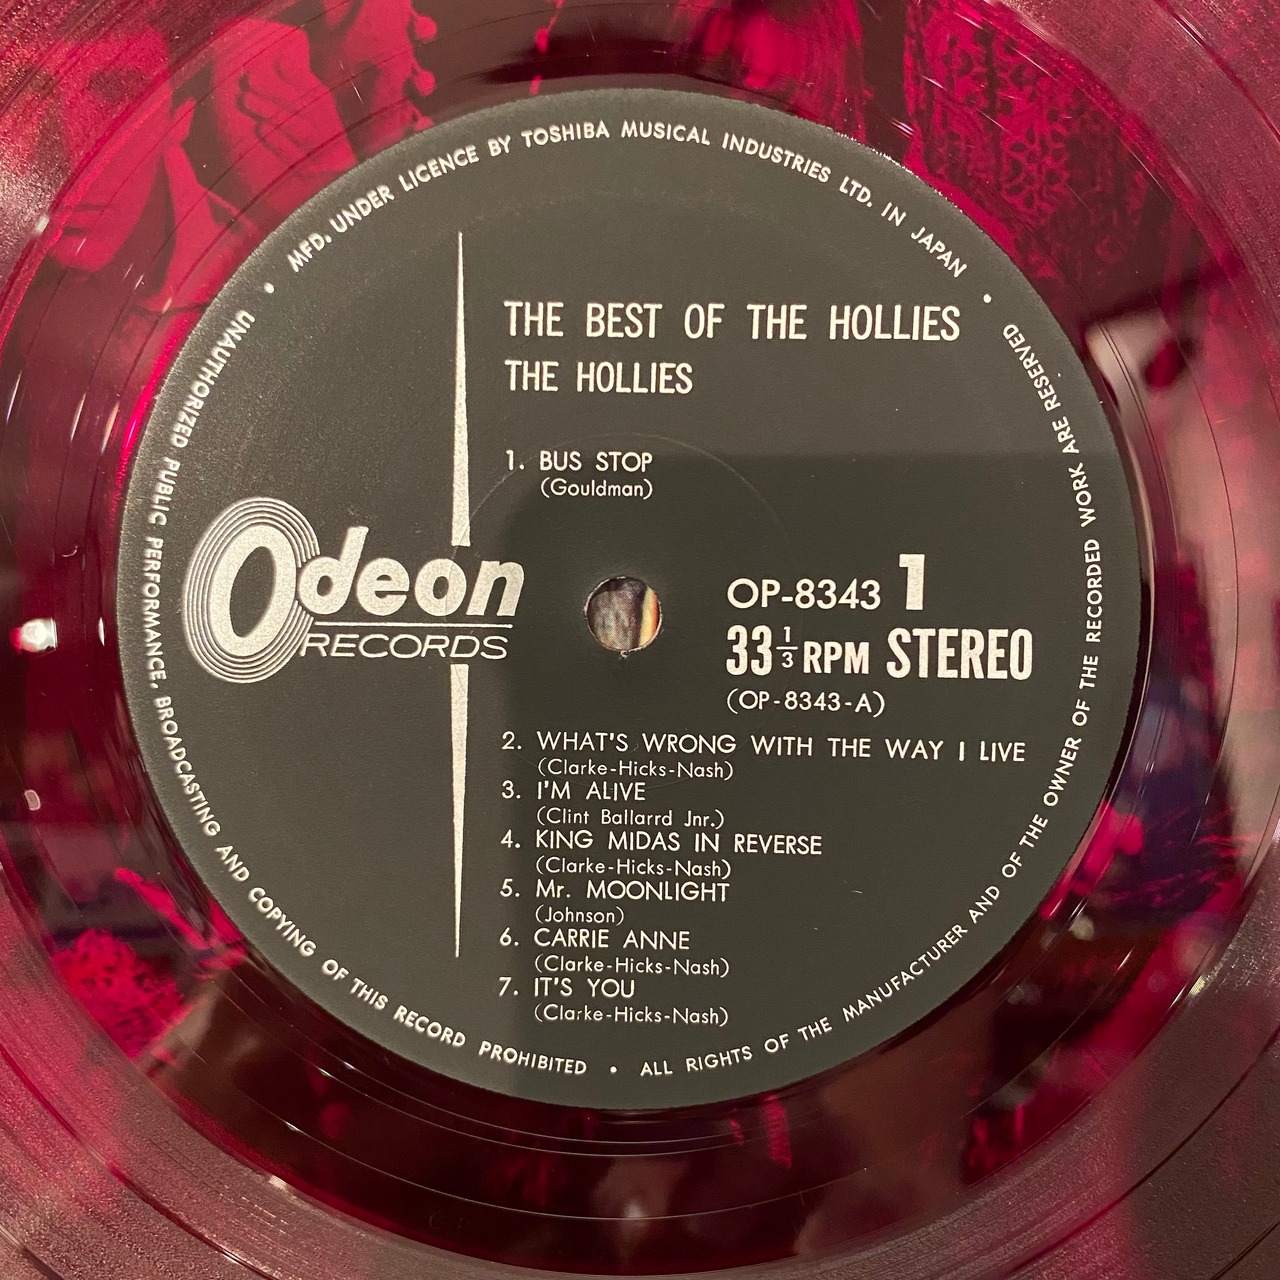 MFD. UNDER LICENCE BY TOSHIBA MUSICAL INDUSTRIES LTD. IN JAPAN
THE BEST OF THE HOLLIES
THE HOLLIES
1. BUS STOP
(Gouldman)
Odeon
RECORDS
OP-8343 1
33 1/3 RPM STEREO
(OP-8343-A)
2. WHAT'S WRONG WITH THE WAY I LIVE
(Clarke-Hicks-Nash)
3. I'M ALIVE
(Clint Ballarrd Jnr.)
4. KING MIDAS IN REVERSE
(Clarke-Hicks-Nash)
5. Mr. MOONLIGHT
(Johnson)
6. CARRIE ANNE
(Clarke-Hicks-Nash)
7. IT'S YOU
(Clarke-Hicks-Nash)
UNAUTHORIZED PUBLIC PERFORMANCE, BROADCASTING AND COPYING OF THIS RECORD PROHIBITED • ALL RIGHTS OF THE MANUFACTURER AND OF THE OWNER OF THE RECORDED WORK ARE RESERVED